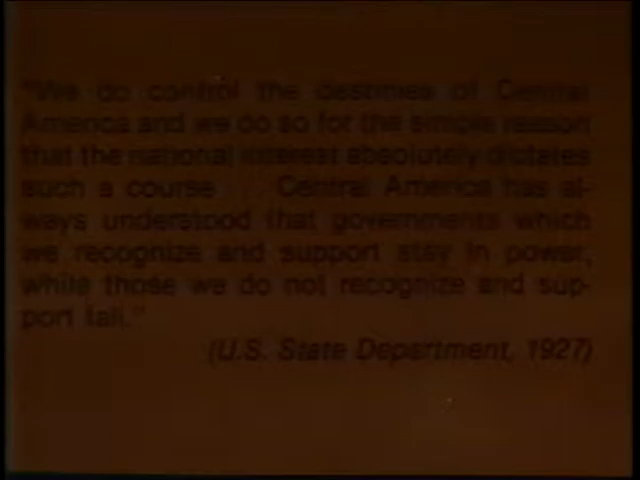 "We do control the destinies of Central
America and we do so for the simple reason
that the national interest absolutely dictates
such a course . . . Central America has al-
ways understood that governments which
we recognize and support stay in power,
while those we do not recognize and sup-
port fall."
(U.S. State Department, 1927)